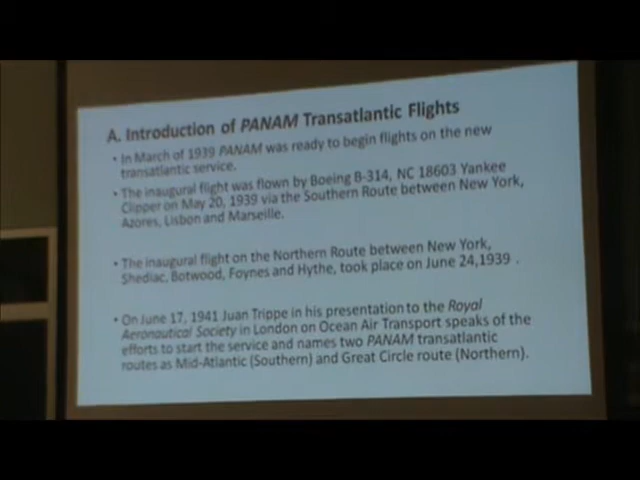 A. Introduction of PANAM Transatlantic Flights
• In March of 1939 PANAM was ready to begin flights on the new
transatlantic service.
• The inaugural flight was flown by Boeing B-314, NC 18603 Yankee
Clipper on May 20, 1939 via the Southern Route between New York,
Azores, Lisbon and Marseille.
• The inaugural flight on the Northern Route between New York,
Shediac, Botwood, Foynes and Hythe, took place on June 24,1939 .
• On June 17, 1941 Juan Trippe in his presentation to the Royal
Aeronautical Society in London on Ocean Air Transport speaks of the
efforts to start the service and names two PANAM transatlantic
routes as Mid-Atlantic (Southern) and Great Circle route (Northern).